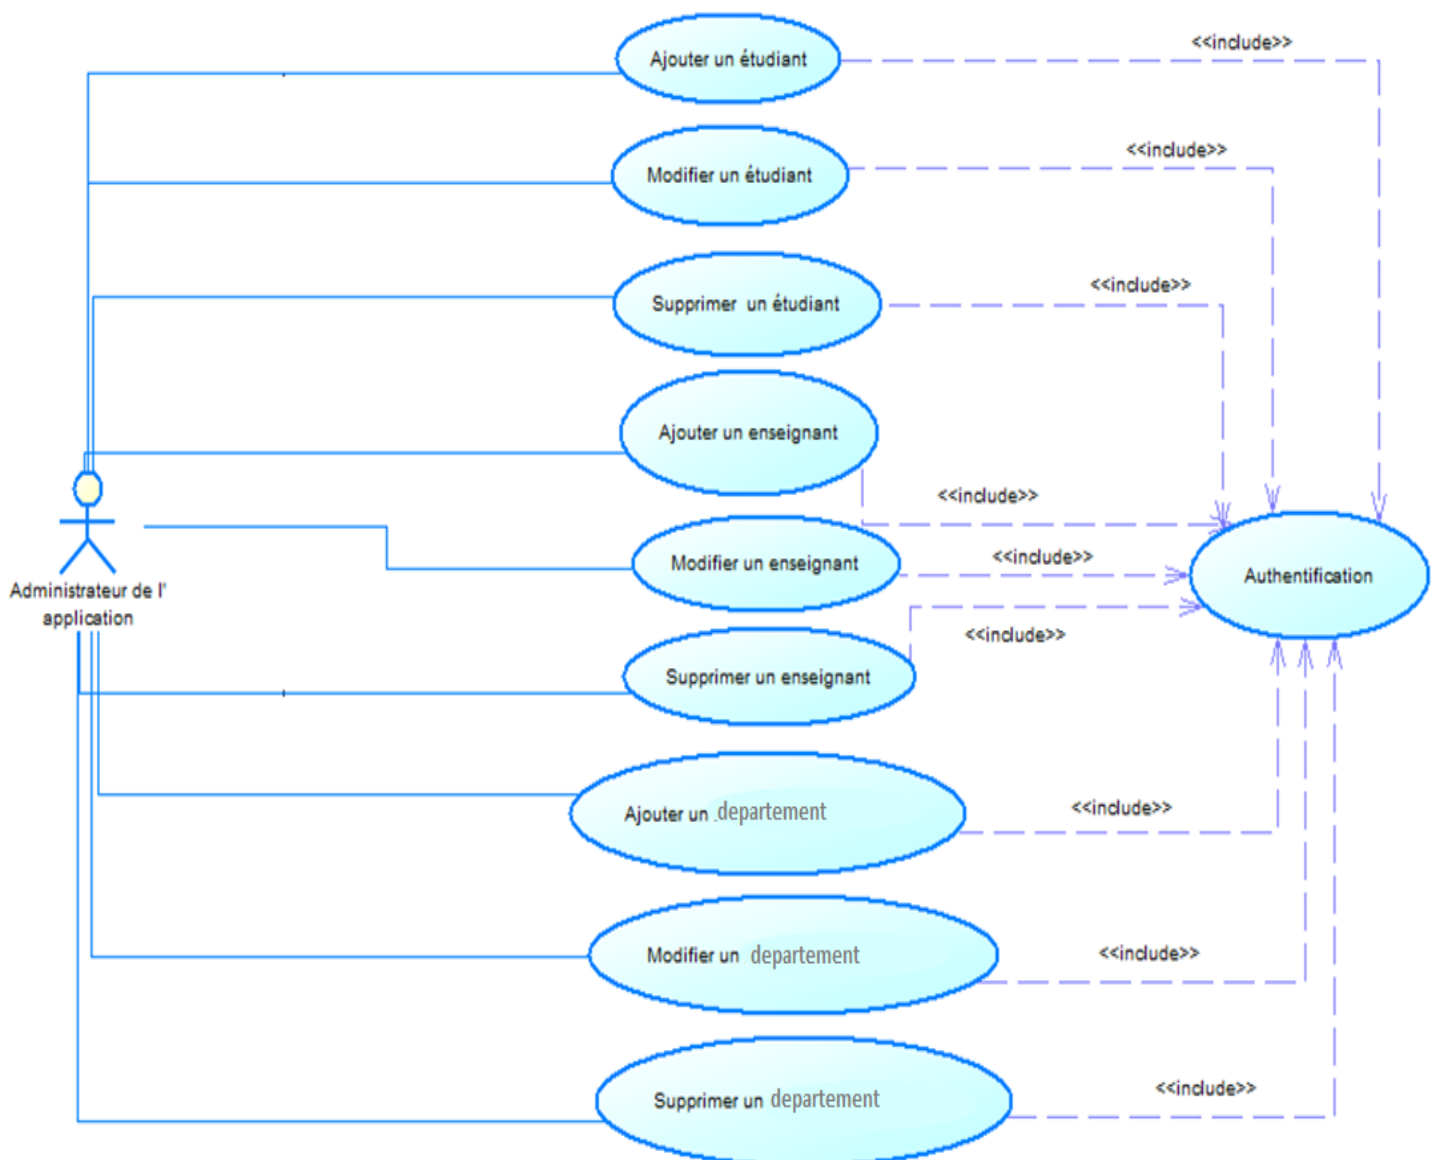 Ajouter un étudiant
<<include>>
Modifier un étudiant
<<include>>
Supprimer un étudiant
<<include>>
Ajouter un enseignant
<<include>>
Modifier un enseignant
<<include>>
Authentification
Administrateur de l'
application
<<include>>
Supprimer un enseignant
Ajouter un departement
<<include>>
Modifier un departement
<<include>>
Supprimer un departement
<<include>>